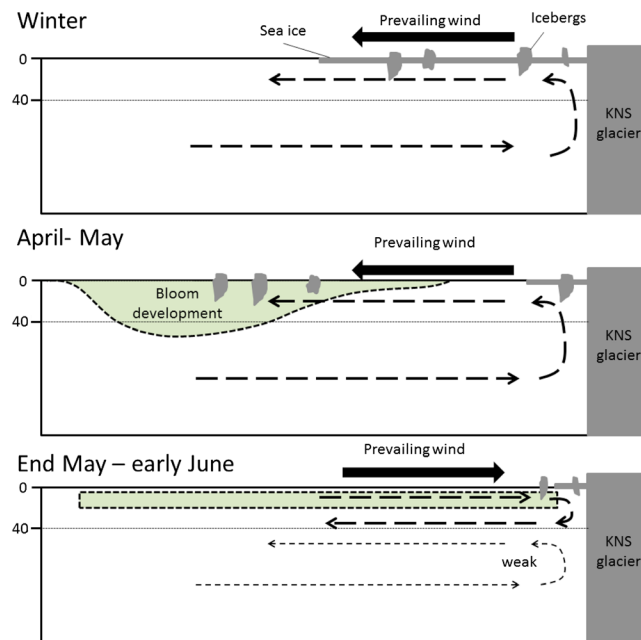 Winter
Prevailing wind
Icebergs
Sea ice
0
40
KNS
glacier
April- May
Prevailing wind
0
Bloom
development
40
KNS
glacier
Prevailing wind
End May – early June
0
40
weak
KNS
glacier